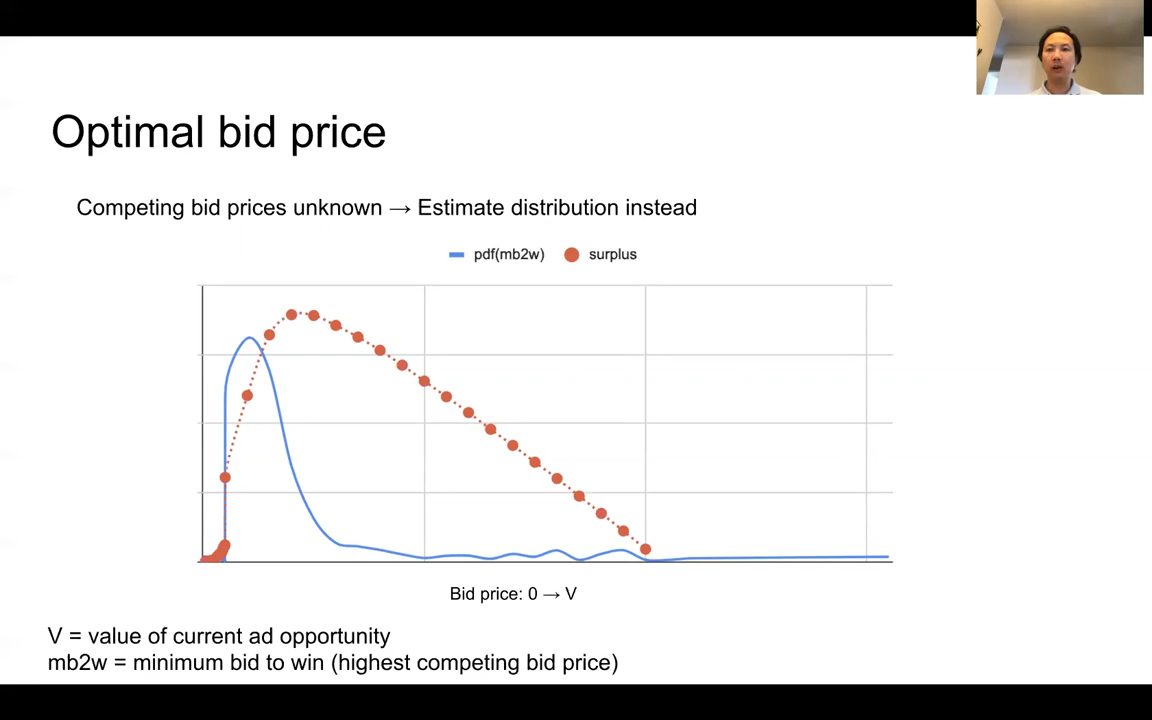 Optimal bid price
Competing bid prices unknown → Estimate distribution instead
pdf(mb2w) surplus
Bid price: 0 → V
V = value of current ad opportunity
mb2w = minimum bid to win (highest competing bid price)